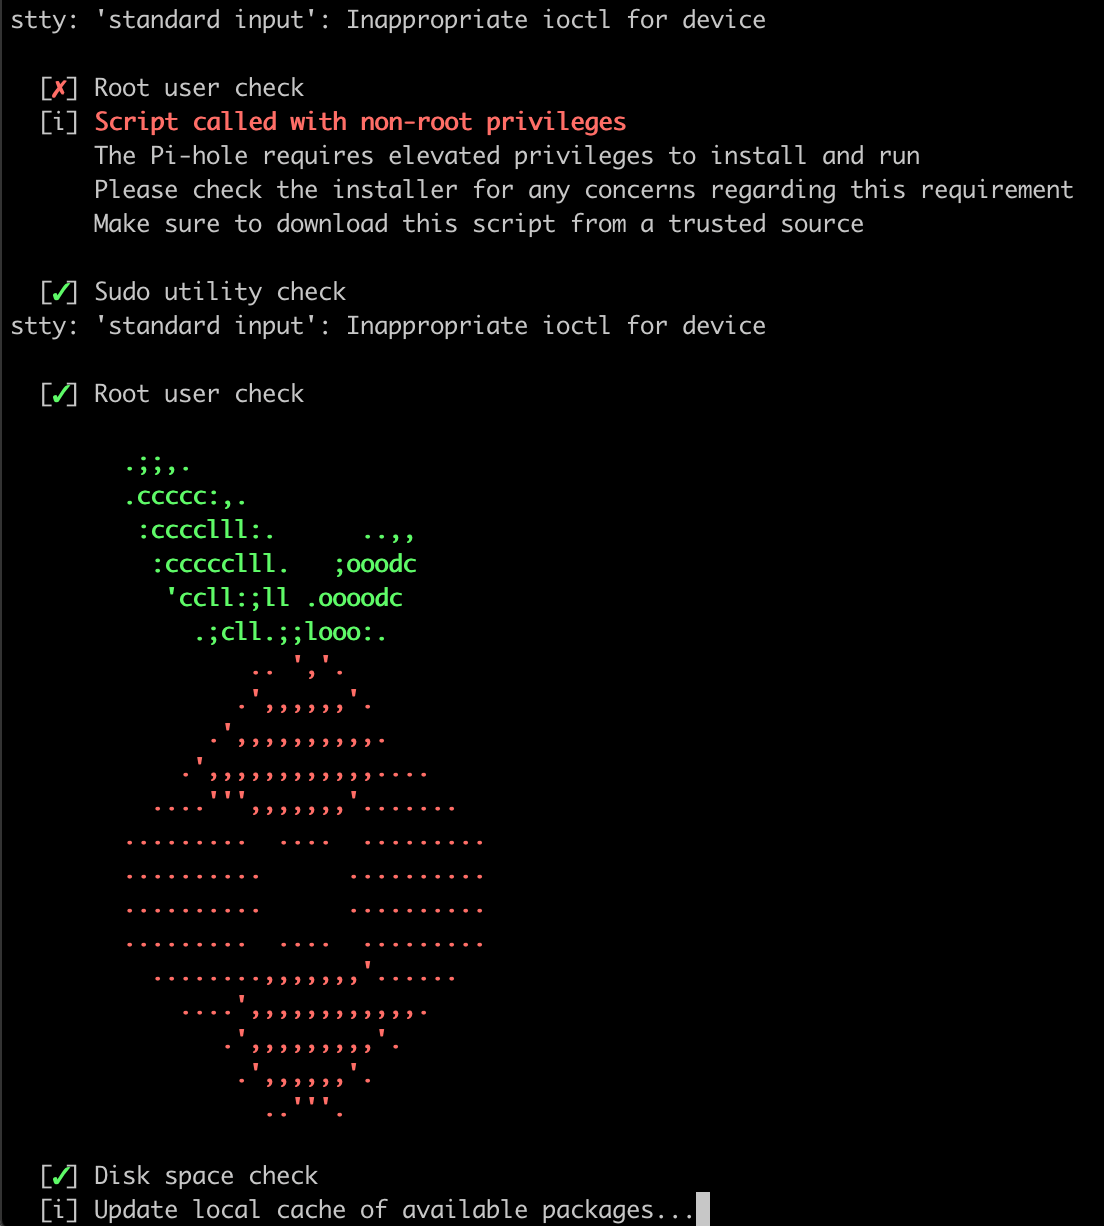 stty: 'standard input': Inappropriate ioctl for device
[✗] Root user check
[i] Script called with non-root privileges
The Pi-hole requires elevated privileges to install and run
Please check the installer for any concerns regarding this requirement
Make sure to download this script from a trusted source
[✓] Sudo utility check
stty: 'standard input': Inappropriate ioctl for device
[✓] Root user check
.;;,.
.ccccc:,.
:cccclll:.      ..,,
:ccccclll.   ;ooodc
'ccll:;ll .oooodc
.;cll.;;looo:.
.. ','.
.',,,,,,'.
.',,,,,,,,,,.
.',,,,,,,,,,,,....
....''',,,,,,,'.......
.........  ....  .........
..........      ..........
..........      ..........
.........  ....  .........
........,,,,,,,'......
....',,,,,,,,,,,,.
.',,,,,,,,,'.
.',,,,,,'.
..'''.
[✓] Disk space check
[i] Update local cache of available packages...